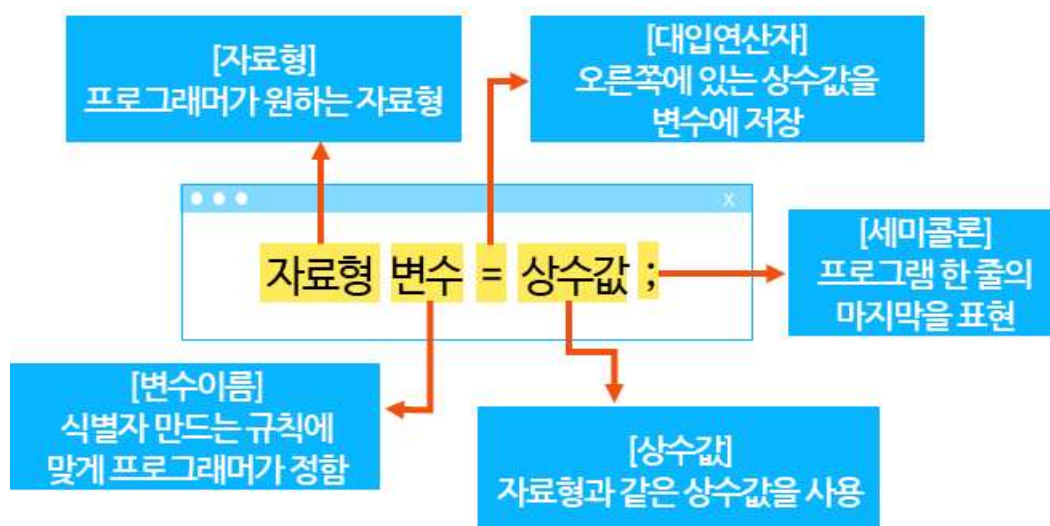 [자료형]
프로그래머가 원하는 자료형
[대입연산자]
오른쪽에 있는 상수값을
변수에 저장
x
자료형 변수 = 상수값 ;
[세미콜론]
프로그램 한 줄의
마지막을 표현
[변수이름]
식별자 만드는 규칙에
맞게 프로그래머가 정함
[상수값]
자료형과 같은 상수값을 사용